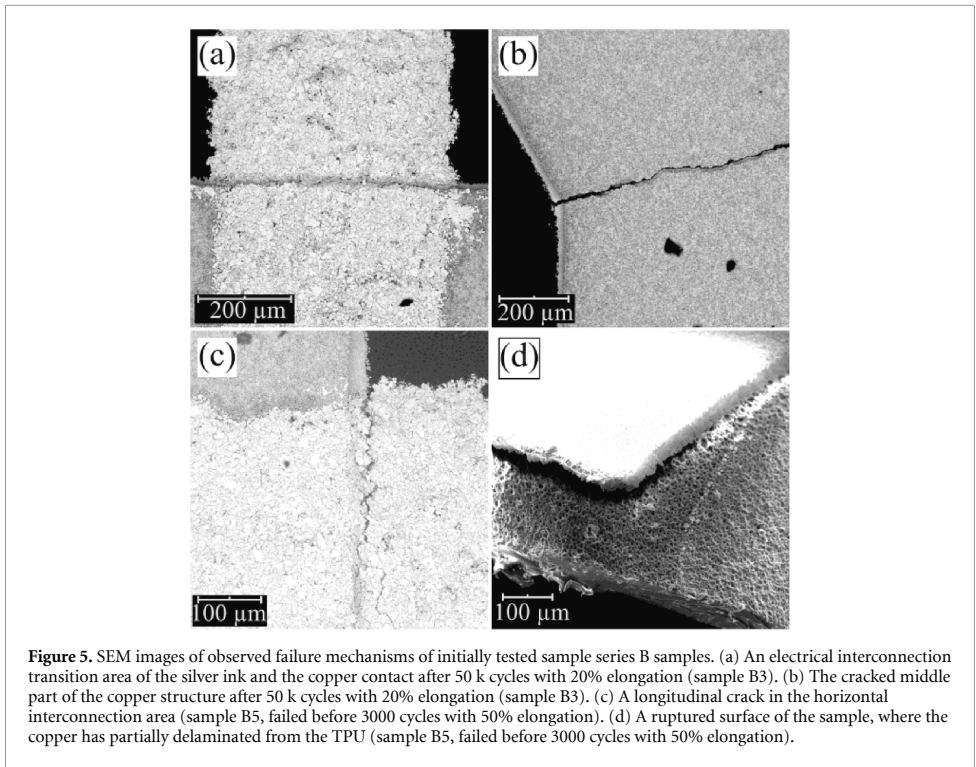 (a)
(b)
200 µm
200 µm
(c)
(d)
100 µm
100 µm
Figure 5. SEM images of observed failure mechanisms of initially tested sample series B samples. (a) An electrical interconnection
transition area of the silver ink and the copper contact after 50 k cycles with 20% elongation (sample B3). (b) The cracked middle
part of the copper structure after 50 k cycles with 20% elongation (sample B3). (c) A longitudinal crack in the horizontal
interconnection area (sample B5, failed before 3000 cycles with 50% elongation). (d) A ruptured surface of the sample, where the
copper has partially delaminated from the TPU (sample B5, failed before 3000 cycles with 50% elongation).